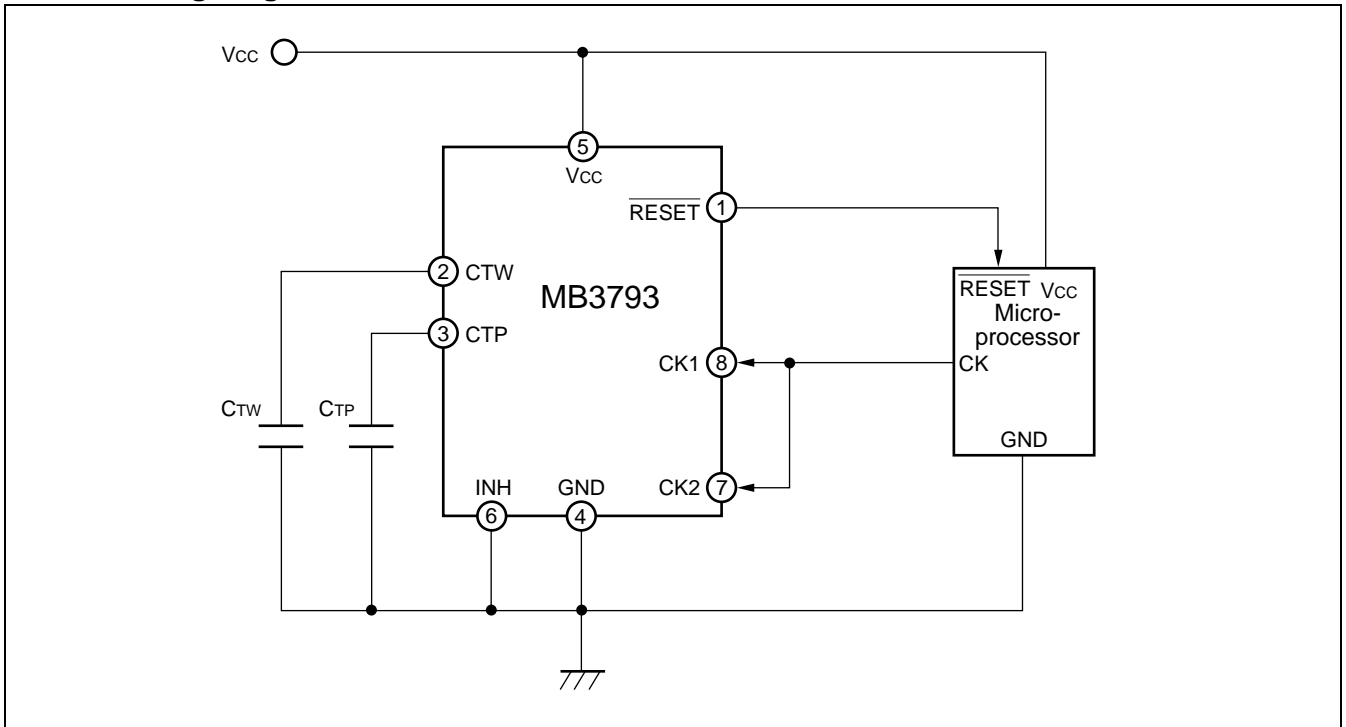 Vcc
5
Vcc
RESET 1
2 CTW
MB3793
RESET Vcc
Micro-
processor
3 CTP
CK1 8
CK
CTW
CTP
GND
INH
GND
CK2 7
6
4